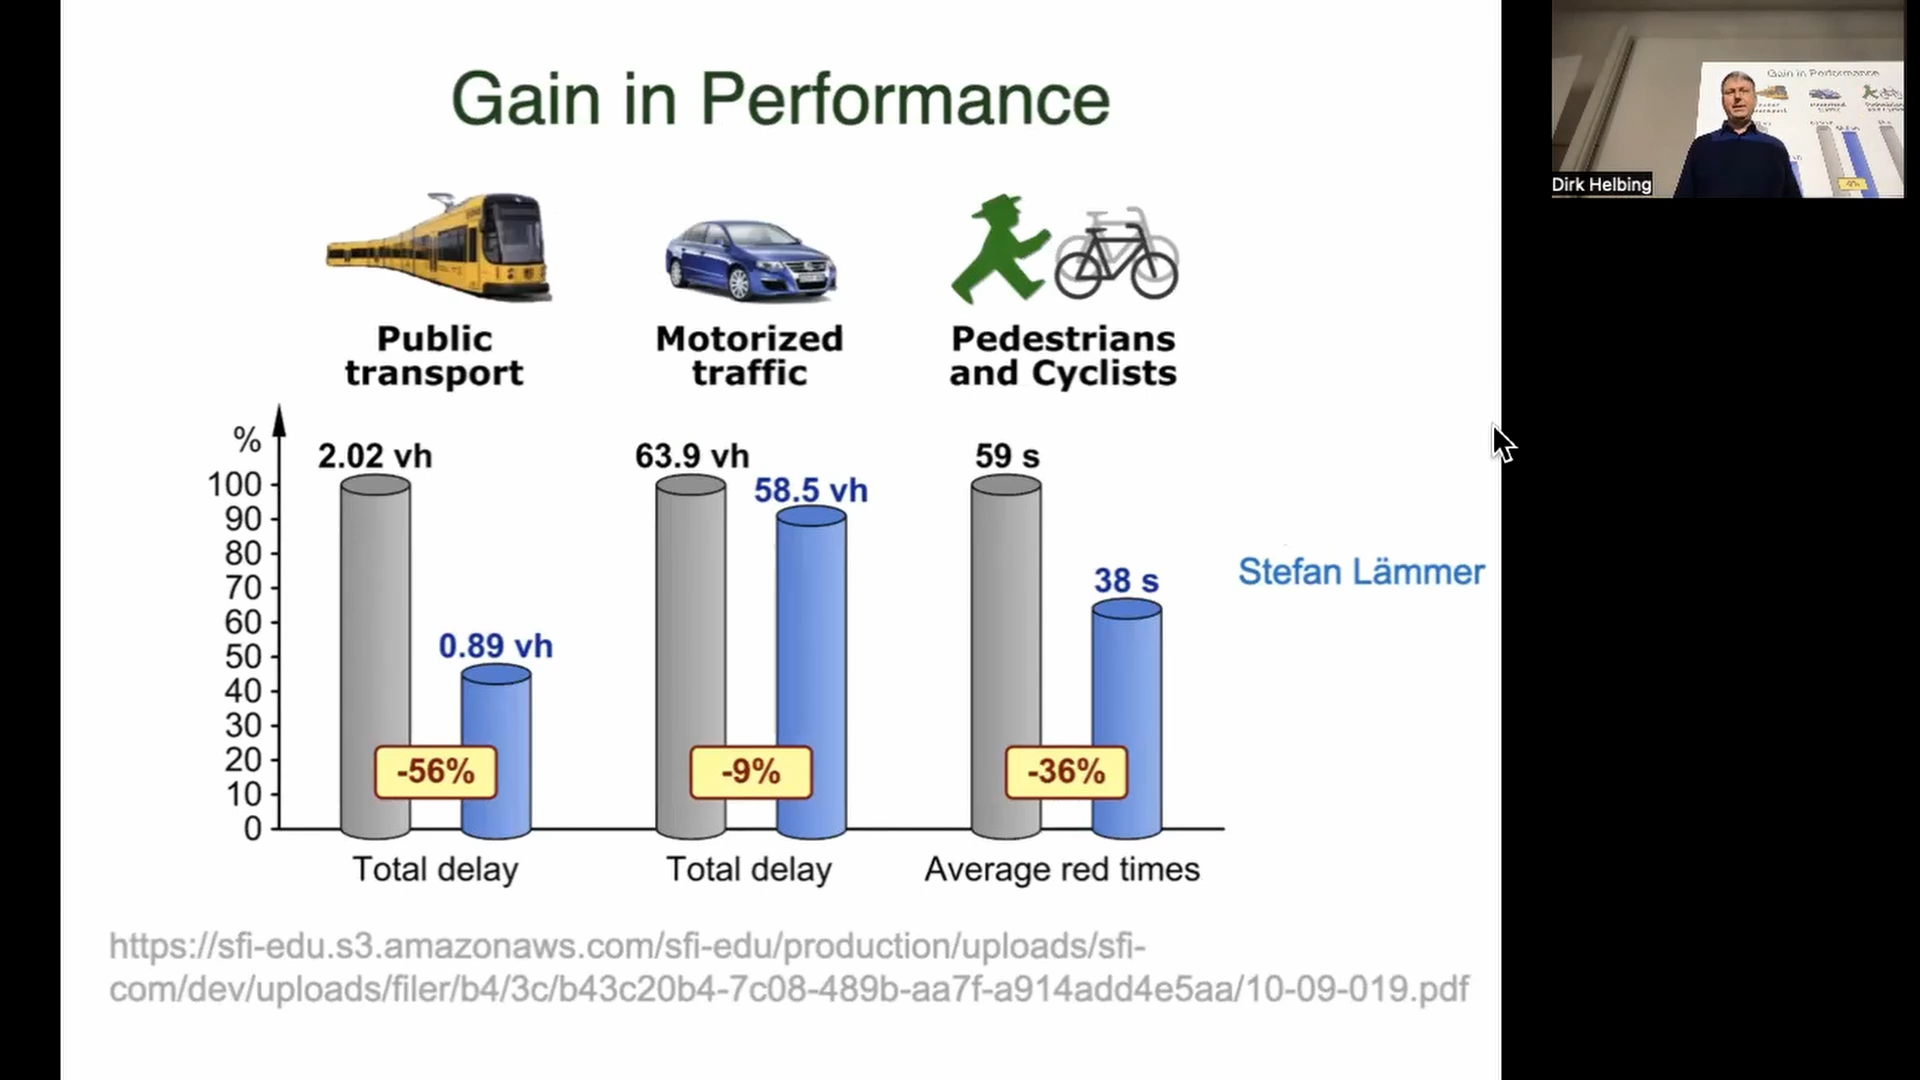 Gain in Performance
Public
transport
Motorized
traffic
Pedestrians
and Cyclists
%
100
90
80
70
60
50
40
30
20
10
0
2.02 vh
0.89 vh
-56%
63.9 vh
58.5 vh
-9%
59 s
38 s
-36%
Total delay
Total delay
Average red times
Stefan Lämmer
https://sfi-edu.s3.amazonaws.com/sfi-edu/production/uploads/sfi-
com/dev/uploads/filer/b4/3c/b43c20b4-7c08-489b-aa7f-a914add4e5aa/10-09-019.pdf
Dirk Helbing
Gain in Performance